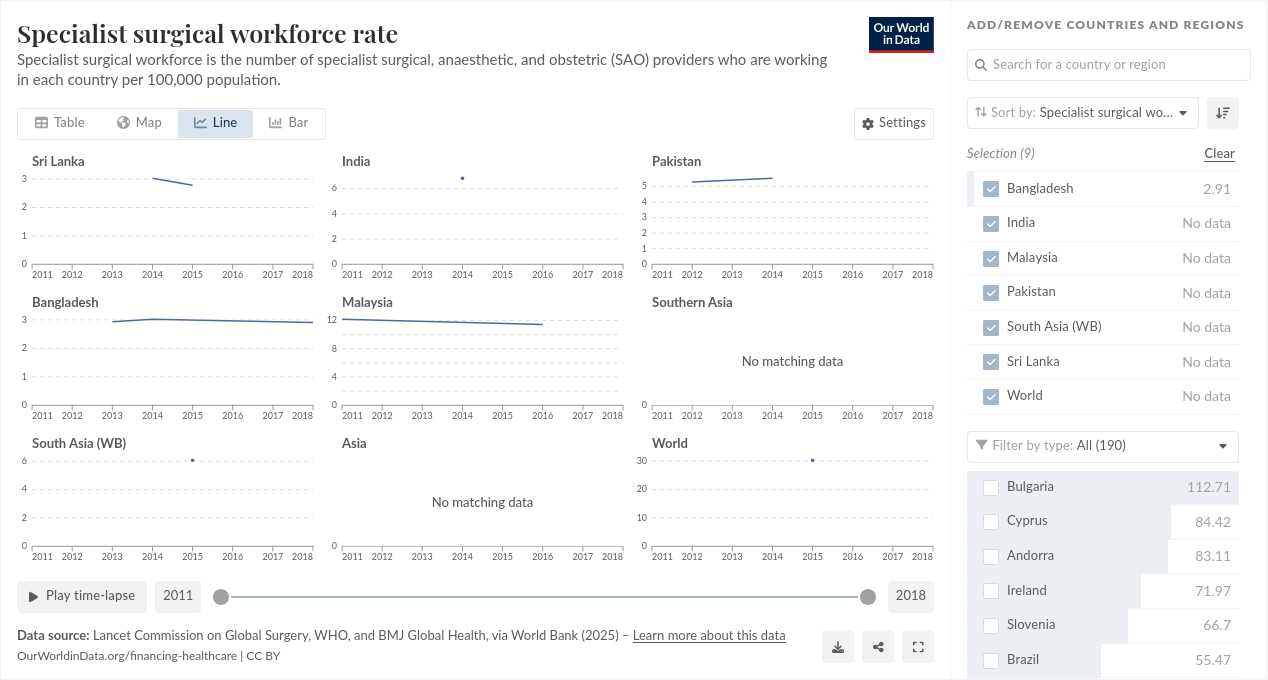 Specialist surgical workforce rate
Specialist surgical workforce is the number of specialist surgical, anaesthetic, and obstetric (SAO) providers who are working
in each country per 100,000 population.
Our World
in Data
Table
Map
Line
Bar
Settings
Sri Lanka
3
2
1
0
2011 2012 2013 2014 2015 2016 2017 2018
India
6
4
2
0
2011 2012 2013 2014 2015 2016 2017 2018
Pakistan
5
4
3
2
1
0
2011 2012 2013 2014 2015 2016 2017 2018
Bangladesh
3
2
1
0
2011 2012 2013 2014 2015 2016 2017 2018
Malaysia
12
8
4
0
2011 2012 2013 2014 2015 2016 2017 2018
Southern Asia
No matching data
0
2011 2012 2013 2014 2015 2016 2017 2018
South Asia (WB)
6
4
2
0
2011 2012 2013 2014 2015 2016 2017 2018
Asia
No matching data
0
2011 2012 2013 2014 2015 2016 2017 2018
World
30
20
10
0
2011 2012 2013 2014 2015 2016 2017 2018
Play time-lapse
2011
2018
Data source: Lancet Commission on Global Surgery, WHO, and BMJ Global Health, via World Bank (2025) – Learn more about this data
OurWorldinData.org/financing-healthcare | CC BY
ADD/REMOVE COUNTRIES AND REGIONS
Search for a country or region
Sort by: Specialist surgical wo...
Selection (9)
Clear
Bangladesh 2.91
India No data
Malaysia No data
Pakistan No data
South Asia (WB) No data
Sri Lanka No data
World No data
Filter by type: All (190)
Bulgaria 112.71
Cyprus 84.42
Andorra 83.11
Ireland 71.97
Slovenia 66.7
Brazil 55.47